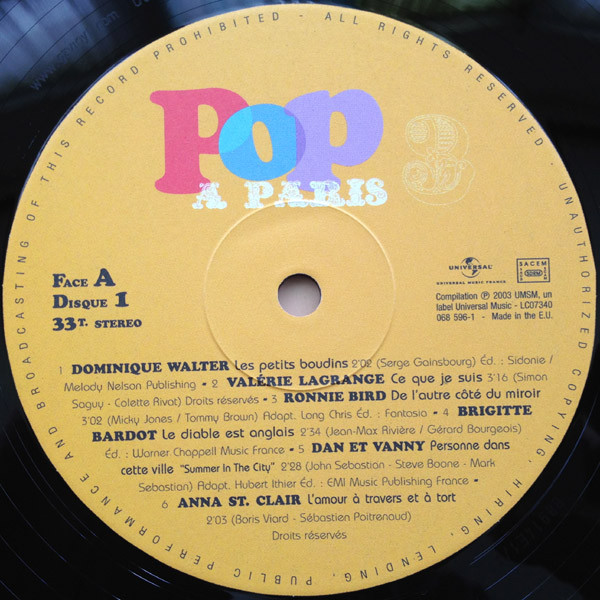 BROADCASTING OF THIS RECORD PROHIBITED - ALL RIGHTS RESERVED - UNAUTHORIZED COPYING, HIRING, LENDING, PUBLIC PERFORMANCE AND
Pop
À PARIS
3
FACE A
DISQUE 1
33T. STEREO
UNIVERSAL
UNIVERSAL MUSIC FRANCE
SACEM
SDRM
Compilation ℗ 2003 UMSM, un
label Universal Music - LC07340
068 596-1 - Made in the E.U.
1 DOMINIQUE WALTER Les petits boudins 2'02 (Serge Gainsbourg) Éd. : Sidonie /
Melody Nelson Publishing • 2 VALÉRIE LAGRANGE Ce que je suis 3'16 (Simon
Saguy - Colette Rivat) Droits réservés • 3 RONNIE BIRD De l'autre côté du miroir
3'02 (Micky Jones / Tommy Brown) Adapt. Long Chris Éd : Fantasia • 4 BRIGITTE
BARDOT Le diable est anglais 2'34 (Jean-Max Rivière / Gérard Bourgeois)
Éd. : Warner Chappell Music France • 5 DAN ET VANNY Personne dans
cette ville "Summer In The City" 2'28 (John Sebastian - Steve Boone - Mark
Sebastian) Adapt. Hubert Ithier Éd : EMI Music Publishing France •
6 ANNA ST. CLAIR L'amour à travers et à tort
2'03 (Boris Viard - Sébastien Poitrenaud)
Droits réservés